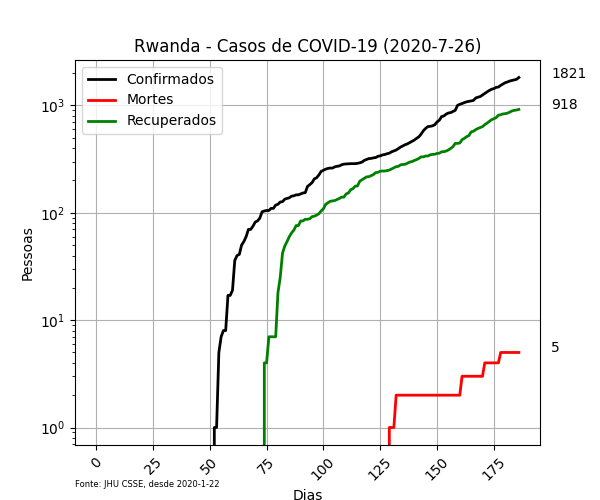 Rwanda - Casos de COVID-19 (2020-7-26)
Confirmados
Mortes
Recuperados
1821
918
5
Pessoas
10³
10²
10¹
10⁰
0 25 50 75 100 125 150 175
Fonte: JHU CSSE, desde 2020-1-22
Dias